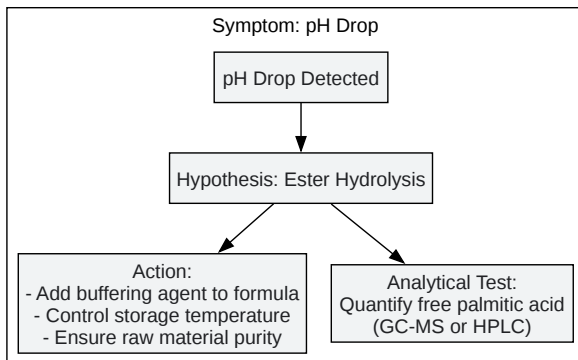 Symptom: pH Drop
pH Drop Detected
Hypothesis: Ester Hydrolysis
Action:
- Add buffering agent to formula
- Control storage temperature
- Ensure raw material purity
Analytical Test:
Quantify free palmitic acid
(GC-MS or HPLC)